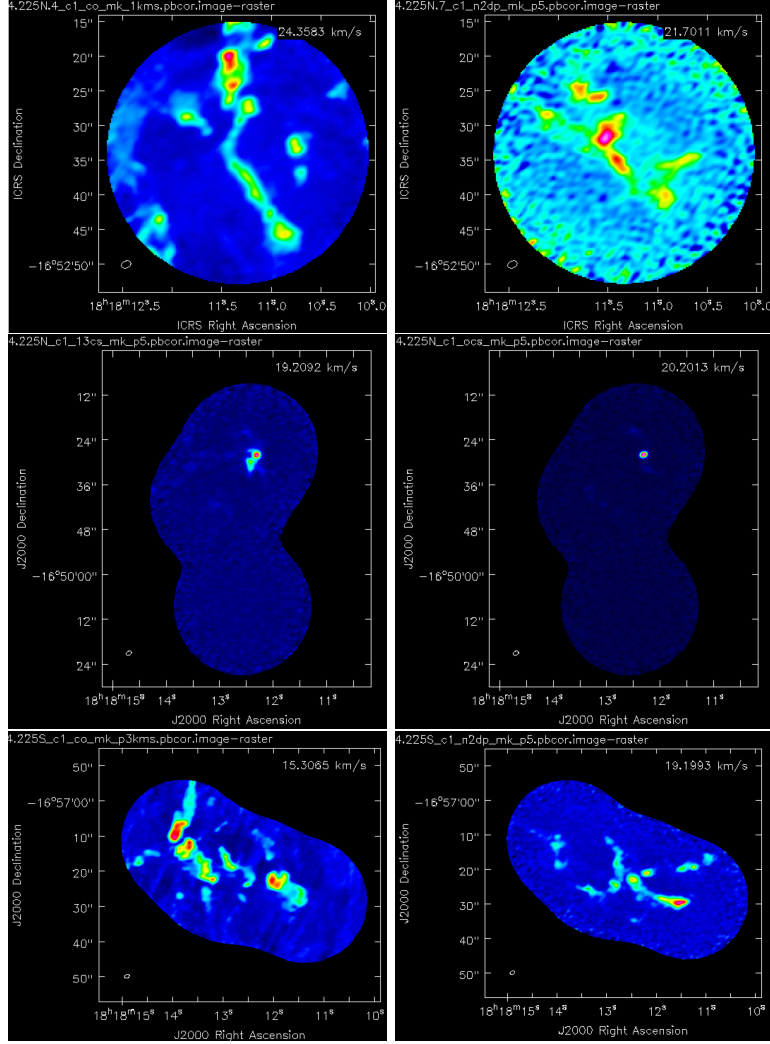 4.225N.4_c1_co_mk_1kms.pbcor.image-raster
24.3583 km/s
15"
20"
25"
30"
35"
40"
45"
-16°52'50"
ICRS Declination
18ʰ18ᵐ12ˢ.5 12ˢ.0 11ˢ.5 11ˢ.0 10ˢ.5 10ˢ.0
ICRS Right Ascension
4.225N.7_c1_n2dp_mk_p5.pbcor.image-raster
21.7011 km/s
15"
20"
25"
30"
35"
40"
45"
-16°52'50"
ICRS Declination
18ʰ18ᵐ12ˢ.5 12ˢ.0 11ˢ.5 11ˢ.0 10ˢ.5 10ˢ.0
ICRS Right Ascension
4.225N_c1_13cs_mk_p5.pbcor.image-raster
19.2092 km/s
12"
24"
36"
48"
-16°50'00"
12"
24"
J2000 Declination
18ʰ18ᵐ15ˢ 14ˢ 13ˢ 12ˢ 11ˢ
J2000 Right Ascension
4.225N_c1_ocs_mk_p5.pbcor.image-raster
20.2013 km/s
12"
24"
36"
48"
-16°50'00"
12"
24"
J2000 Declination
18ʰ18ᵐ15ˢ 14ˢ 13ˢ 12ˢ 11ˢ
J2000 Right Ascension
4.225S_c1_co_mk_p3kms.pbcor.image-raster
15.3065 km/s
50"
-16°57'00"
10"
20"
30"
40"
50"
J2000 Declination
18ʰ18ᵐ15ˢ 14ˢ 13ˢ 12ˢ 11ˢ 10ˢ
J2000 Right Ascension
4.225S_c1_n2dp_mk_p5.pbcor.image-raster
19.1993 km/s
50"
-16°57'00"
10"
20"
30"
40"
50"
J2000 Declination
18ʰ18ᵐ15ˢ 14ˢ 13ˢ 12ˢ 11ˢ 10ˢ
J2000 Right Ascension